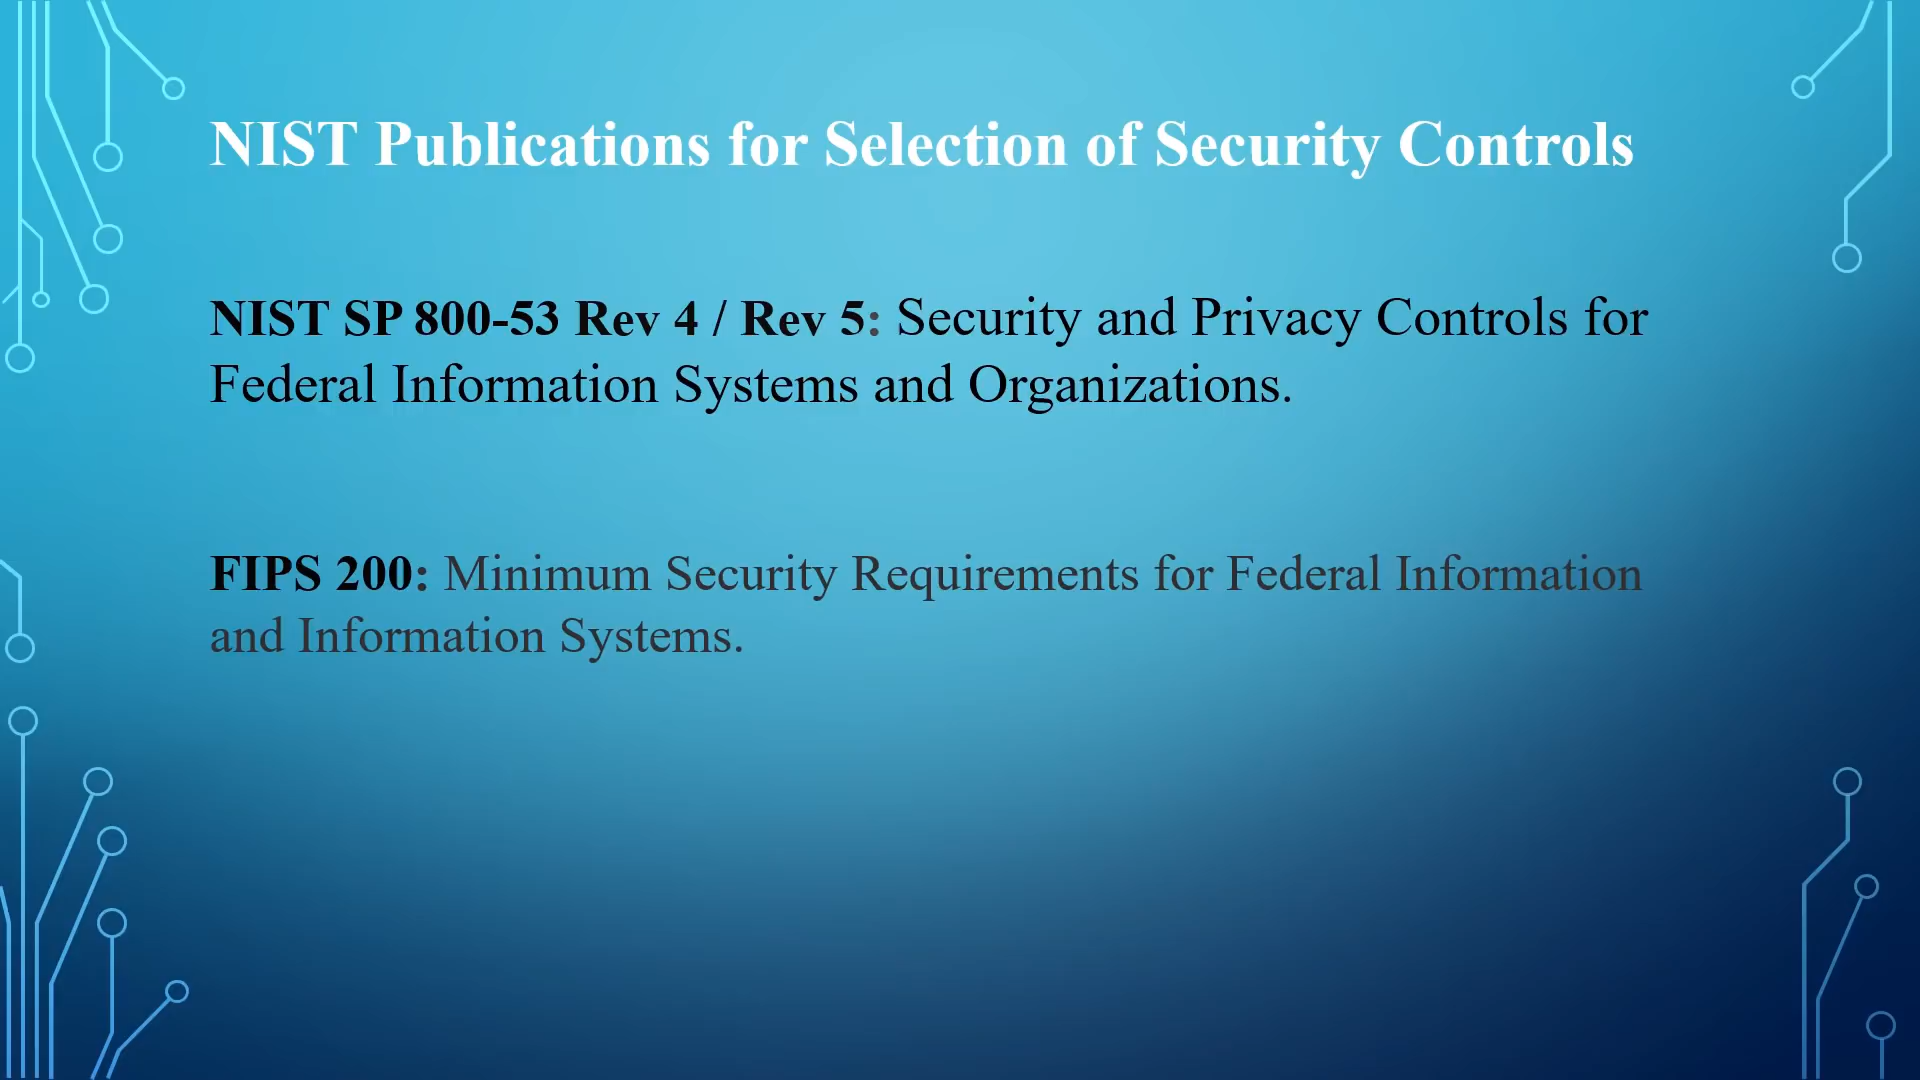 NIST Publications for Selection of Security Controls
NIST SP 800-53 Rev 4 / Rev 5: Security and Privacy Controls for
Federal Information Systems and Organizations.
FIPS 200: Minimum Security Requirements for Federal Information
and Information Systems.